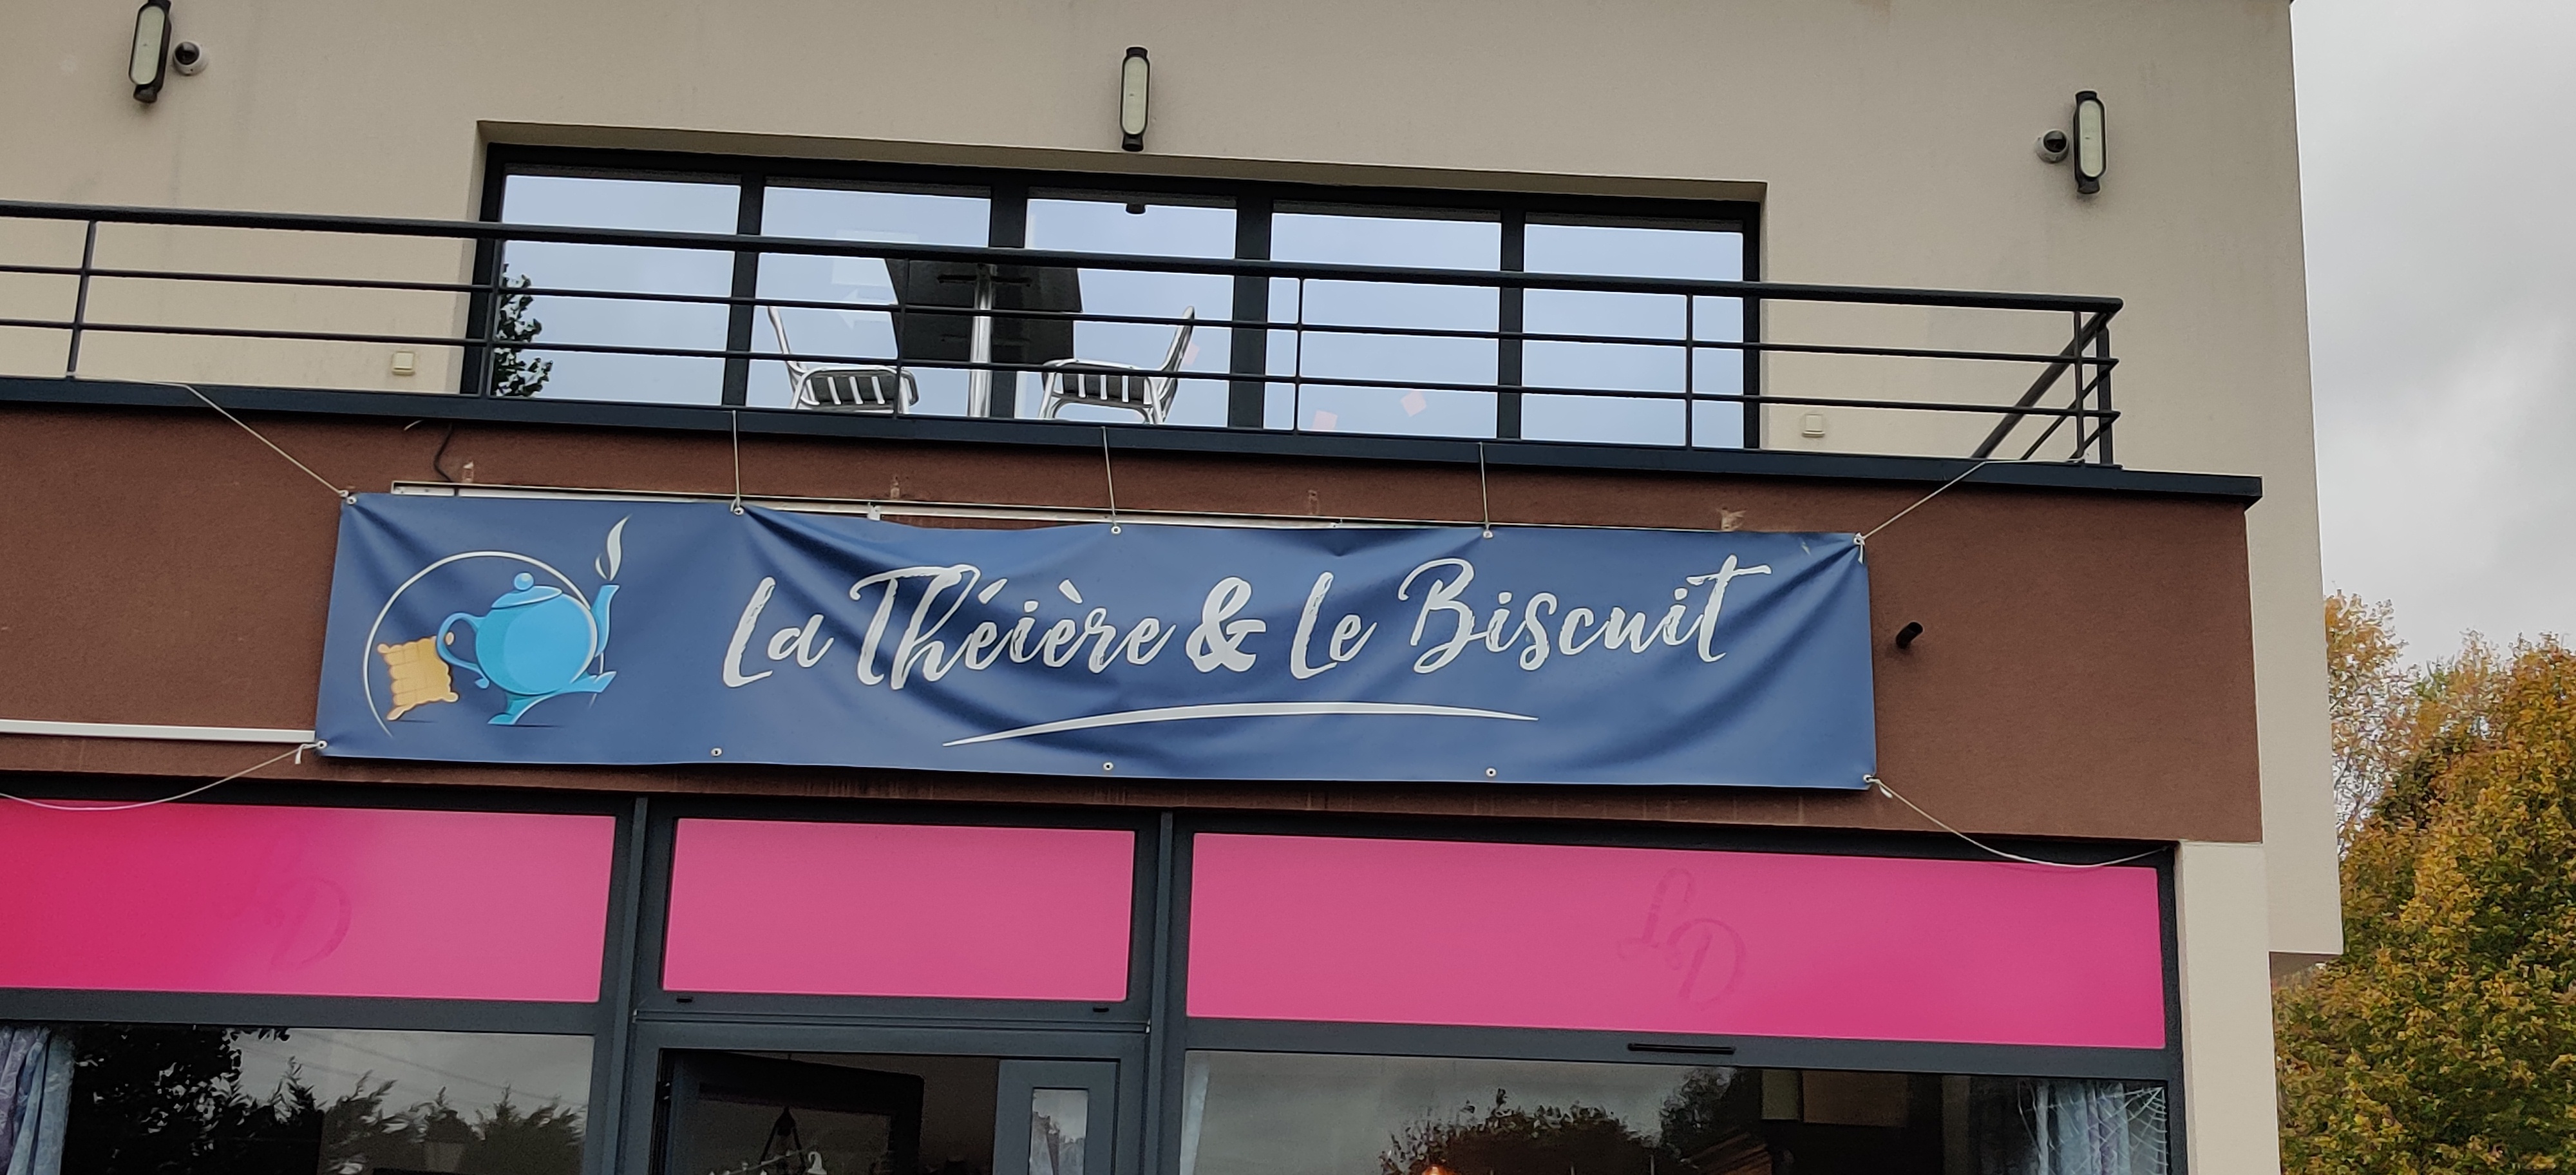 La Théière & Le Biscuit